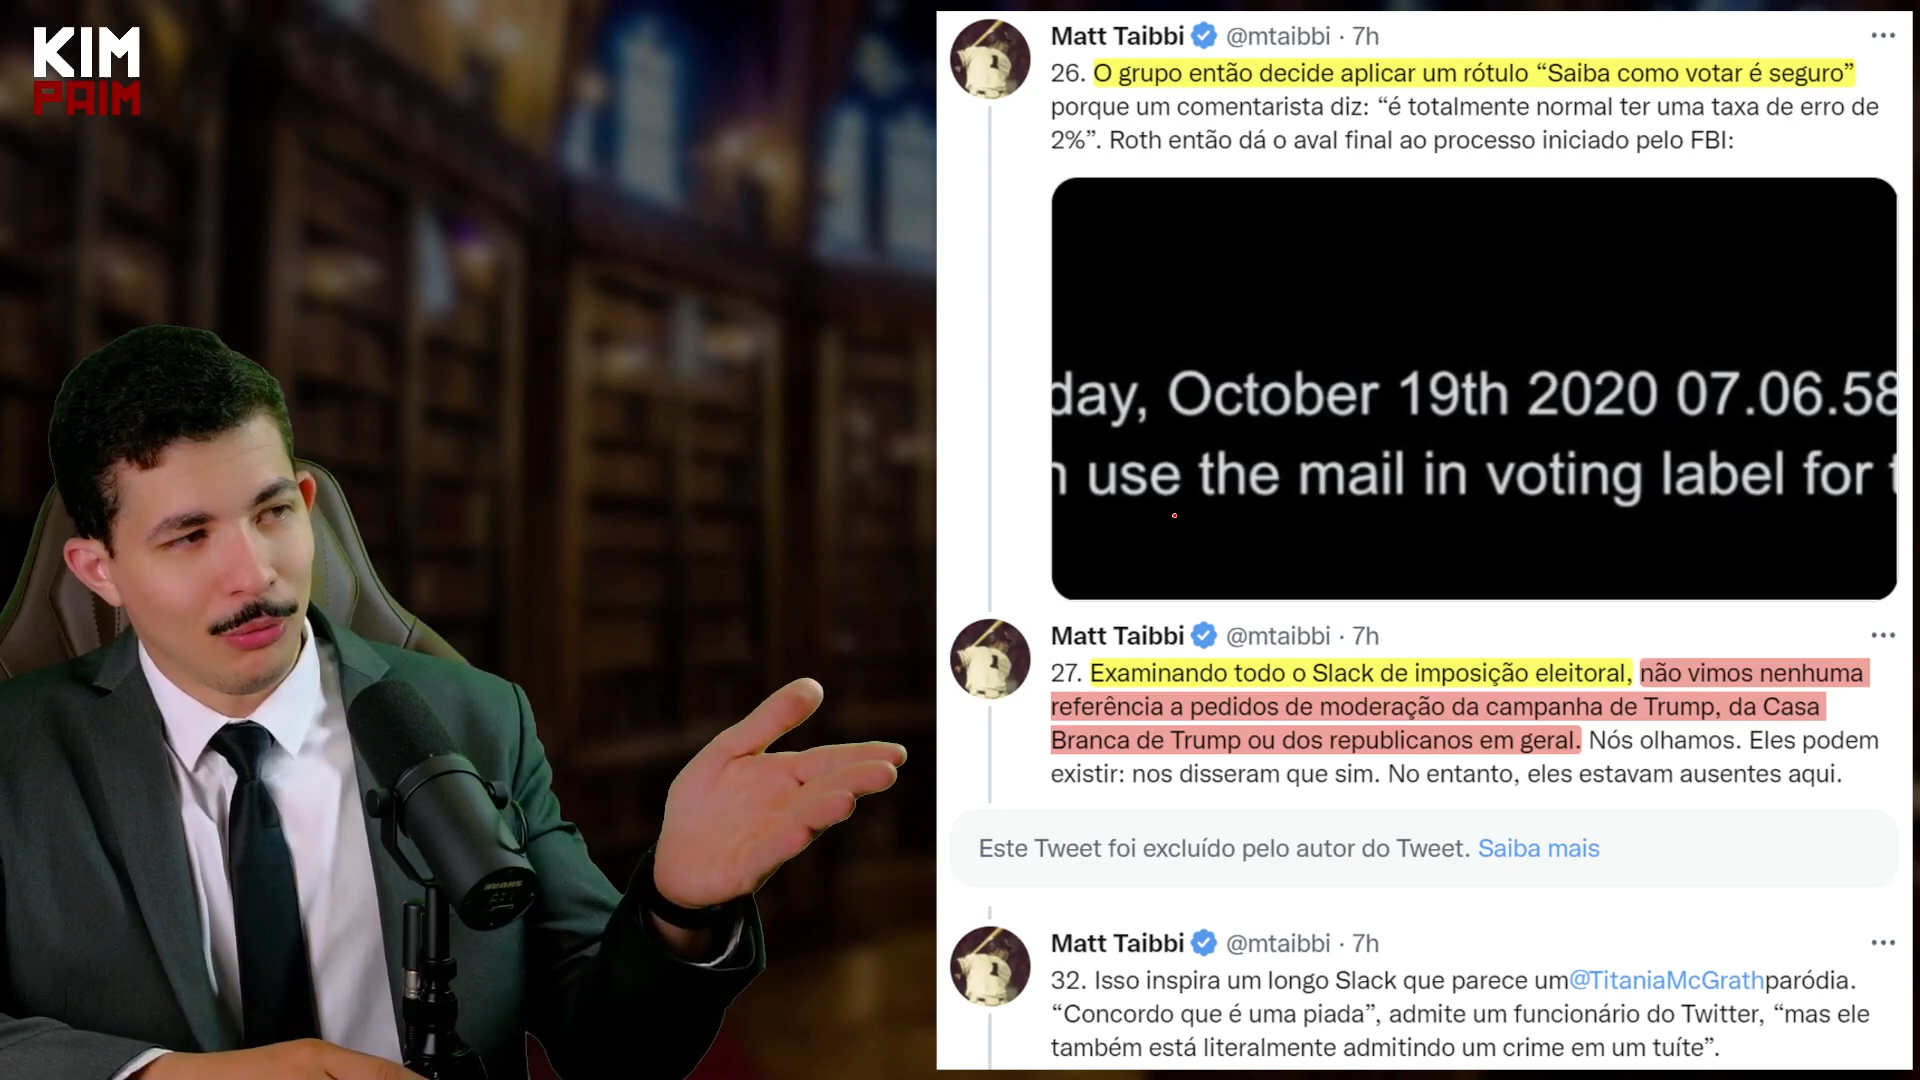 KIM
PAIM
Matt Taibbi @mtaibbi · 7h
26. O grupo então decide aplicar um rótulo “Saiba como votar é seguro”
porque um comentarista diz: “é totalmente normal ter uma taxa de erro de
2%”. Roth então dá o aval final ao processo iniciado pelo FBI:
day, October 19th 2020 07.06.58
use the mail in voting label for
Matt Taibbi @mtaibbi · 7h
27. Examinando todo o Slack de imposição eleitoral, não vimos nenhuma
referência a pedidos de moderação da campanha de Trump, da Casa
Branca de Trump ou dos republicanos em geral. Nós olhamos. Eles podem
existir: nos disseram que sim. No entanto, eles estavam ausentes aqui.
Este Tweet foi excluído pelo autor do Tweet. Saiba mais
Matt Taibbi @mtaibbi · 7h
32. Isso inspira um longo Slack que parece um@TitaniaMcGrathparódia.
“Concordo que é uma piada”, admite um funcionário do Twitter, “mas ele
também está literalmente admitindo um crime em um tuíte”.